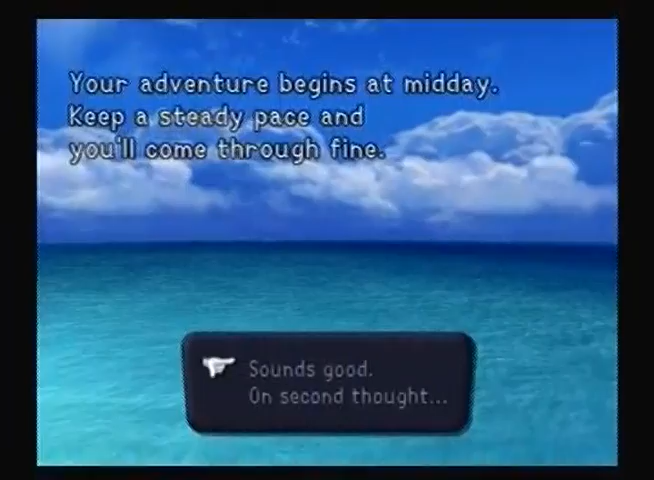 Your adventure begins at midday.
Keep a steady pace and
you'll come through fine.
Sounds good.
On second thought...